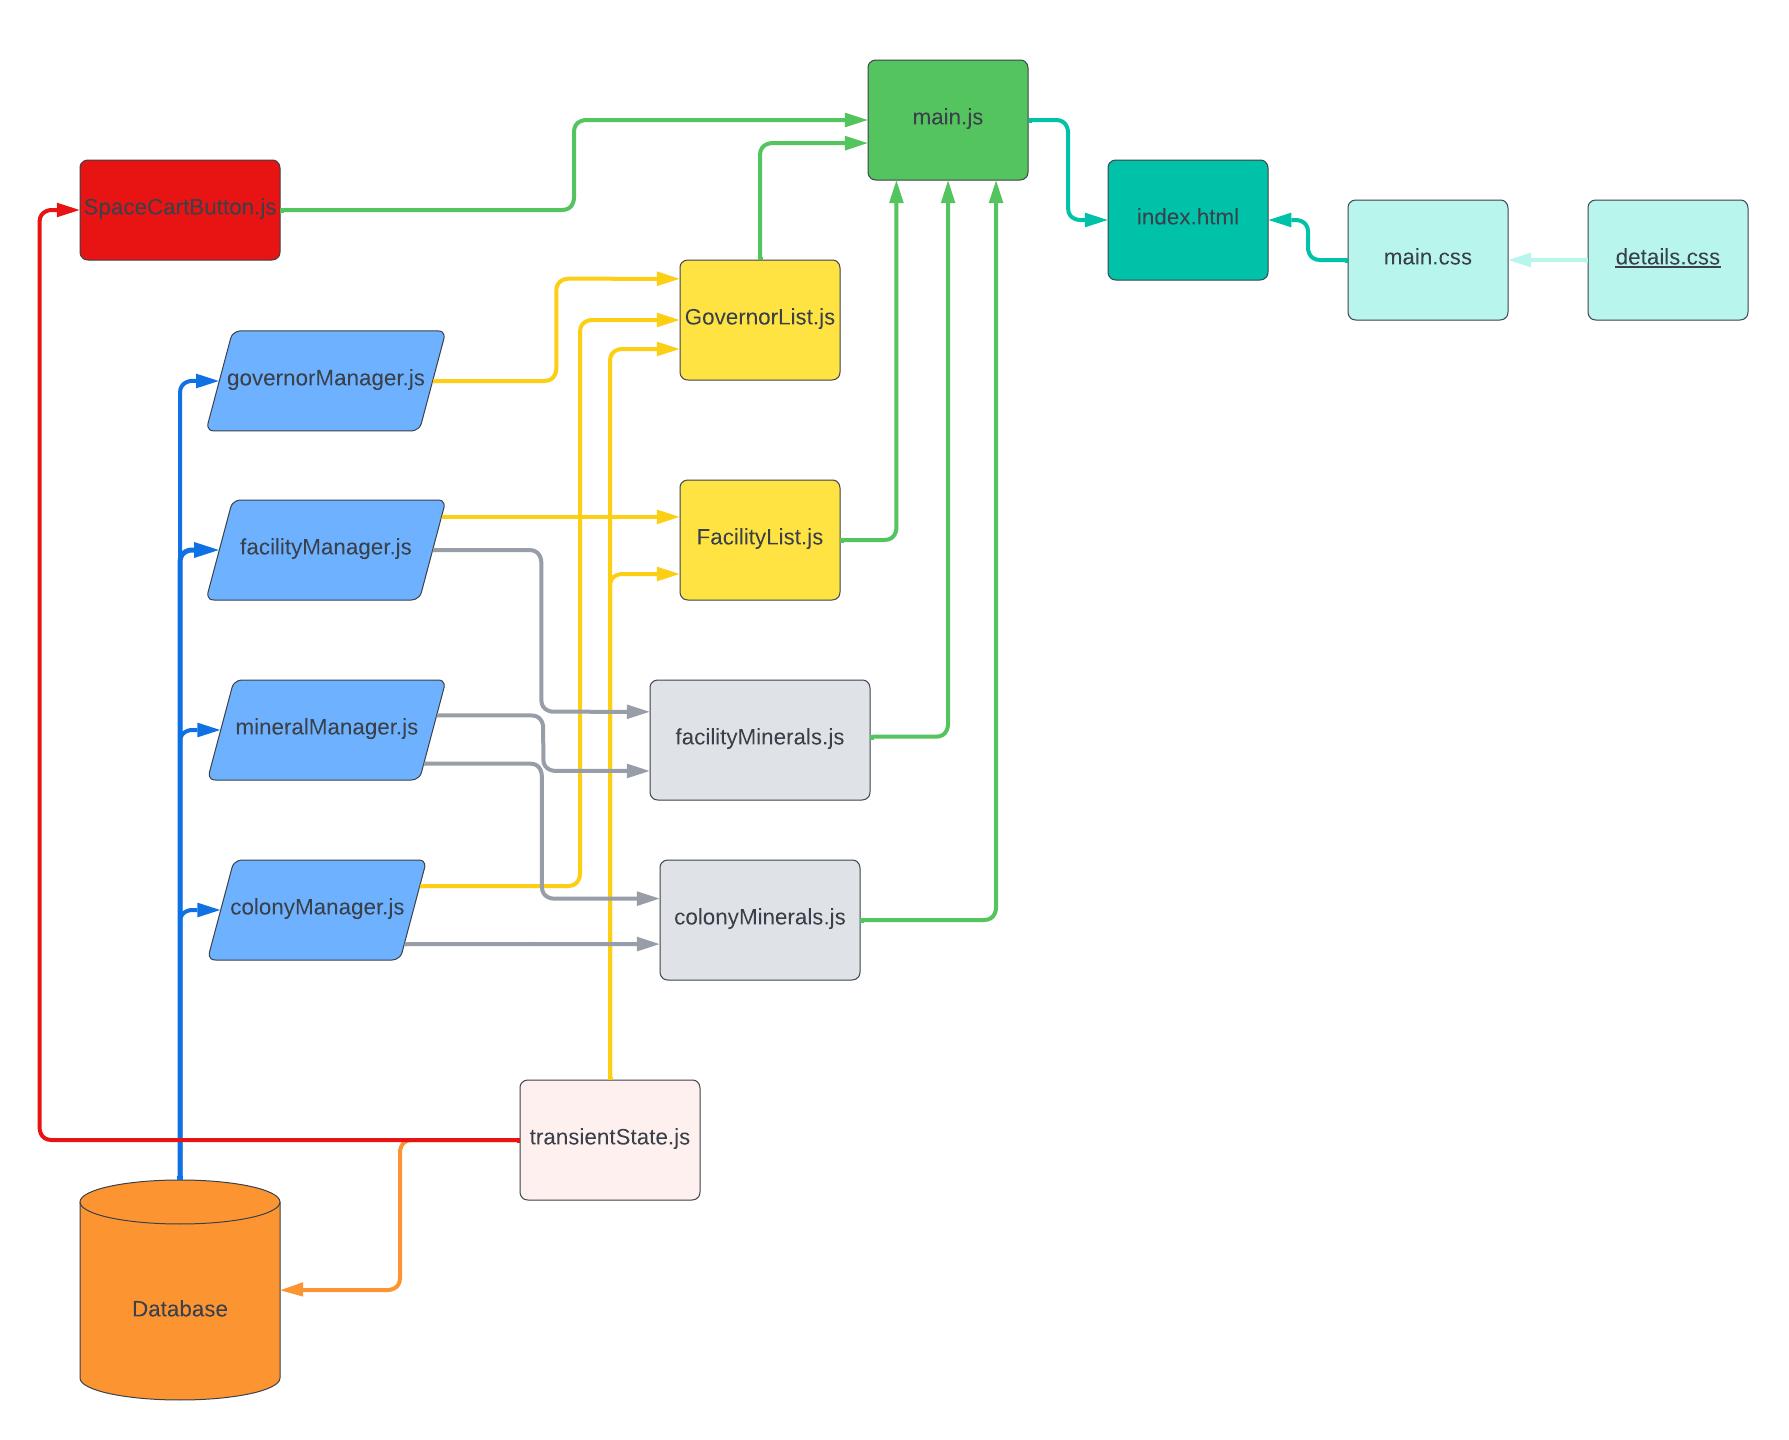 main.js
SpaceCartButton.js
index.html
main.css
details.css
GovernorList.js
governorManager.js
facilityManager.js
FacilityList.js
mineralManager.js
facilityMinerals.js
colonyManager.js
colonyMinerals.js
transientState.js
Database